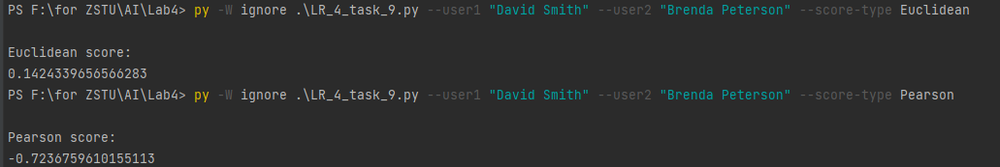 PS F:\for ZSTU\AI\Lab4> py -W ignore .\LR_4_task_9.py --user1 "David Smith" --user2 "Brenda Peterson" --score-type Euclidean
Euclidean score:
0.1424339656566283
PS F:\for ZSTU\AI\Lab4> py -W ignore .\LR_4_task_9.py --user1 "David Smith" --user2 "Brenda Peterson" --score-type Pearson
Pearson score:
-0.7236759610155113